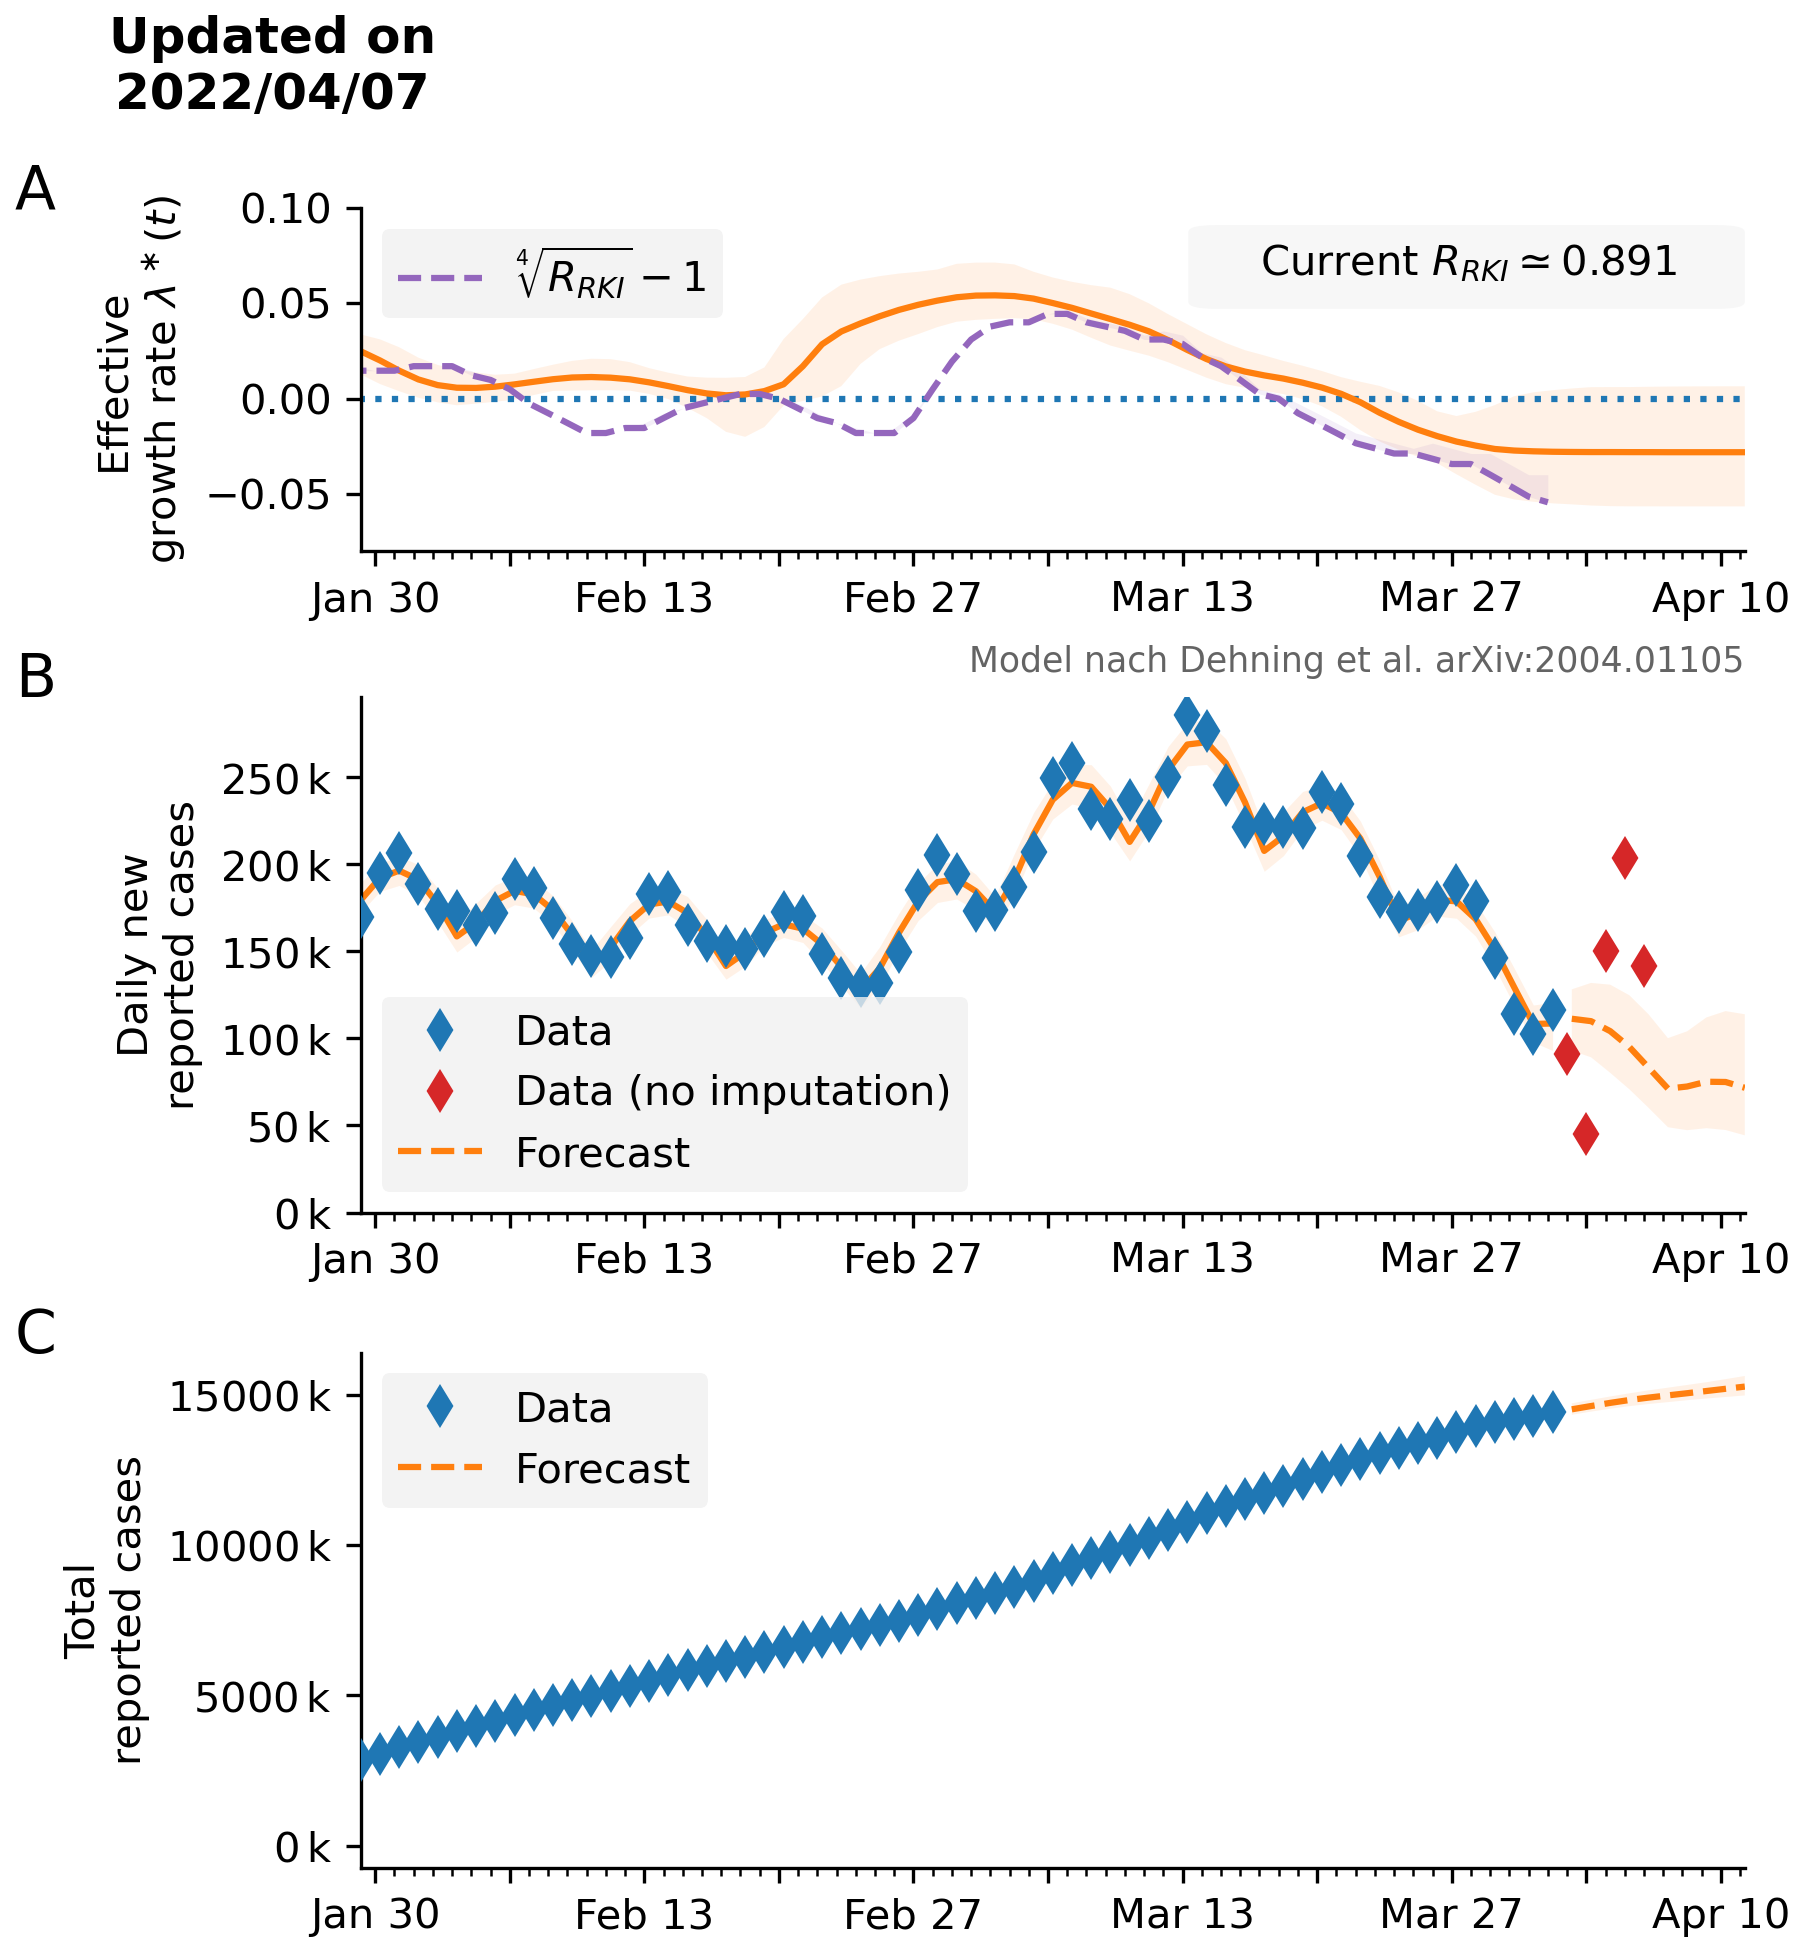 Updated on
2022/04/07
A
Effective
growth rate λ * (t)
0.10
0.05
0.00
−0.05
∜R_RKI − 1
Current R_RKI ≃ 0.891
Jan 30 Feb 13 Feb 27 Mar 13 Mar 27 Apr 10
Model nach Dehning et al. arXiv:2004.01105
B
Daily new
reported cases
250 k
200 k
150 k
100 k
50 k
0 k
Data
Data (no imputation)
Forecast
Jan 30 Feb 13 Feb 27 Mar 13 Mar 27 Apr 10
C
Total
reported cases
15000 k
10000 k
5000 k
0 k
Data
Forecast
Jan 30 Feb 13 Feb 27 Mar 13 Mar 27 Apr 10